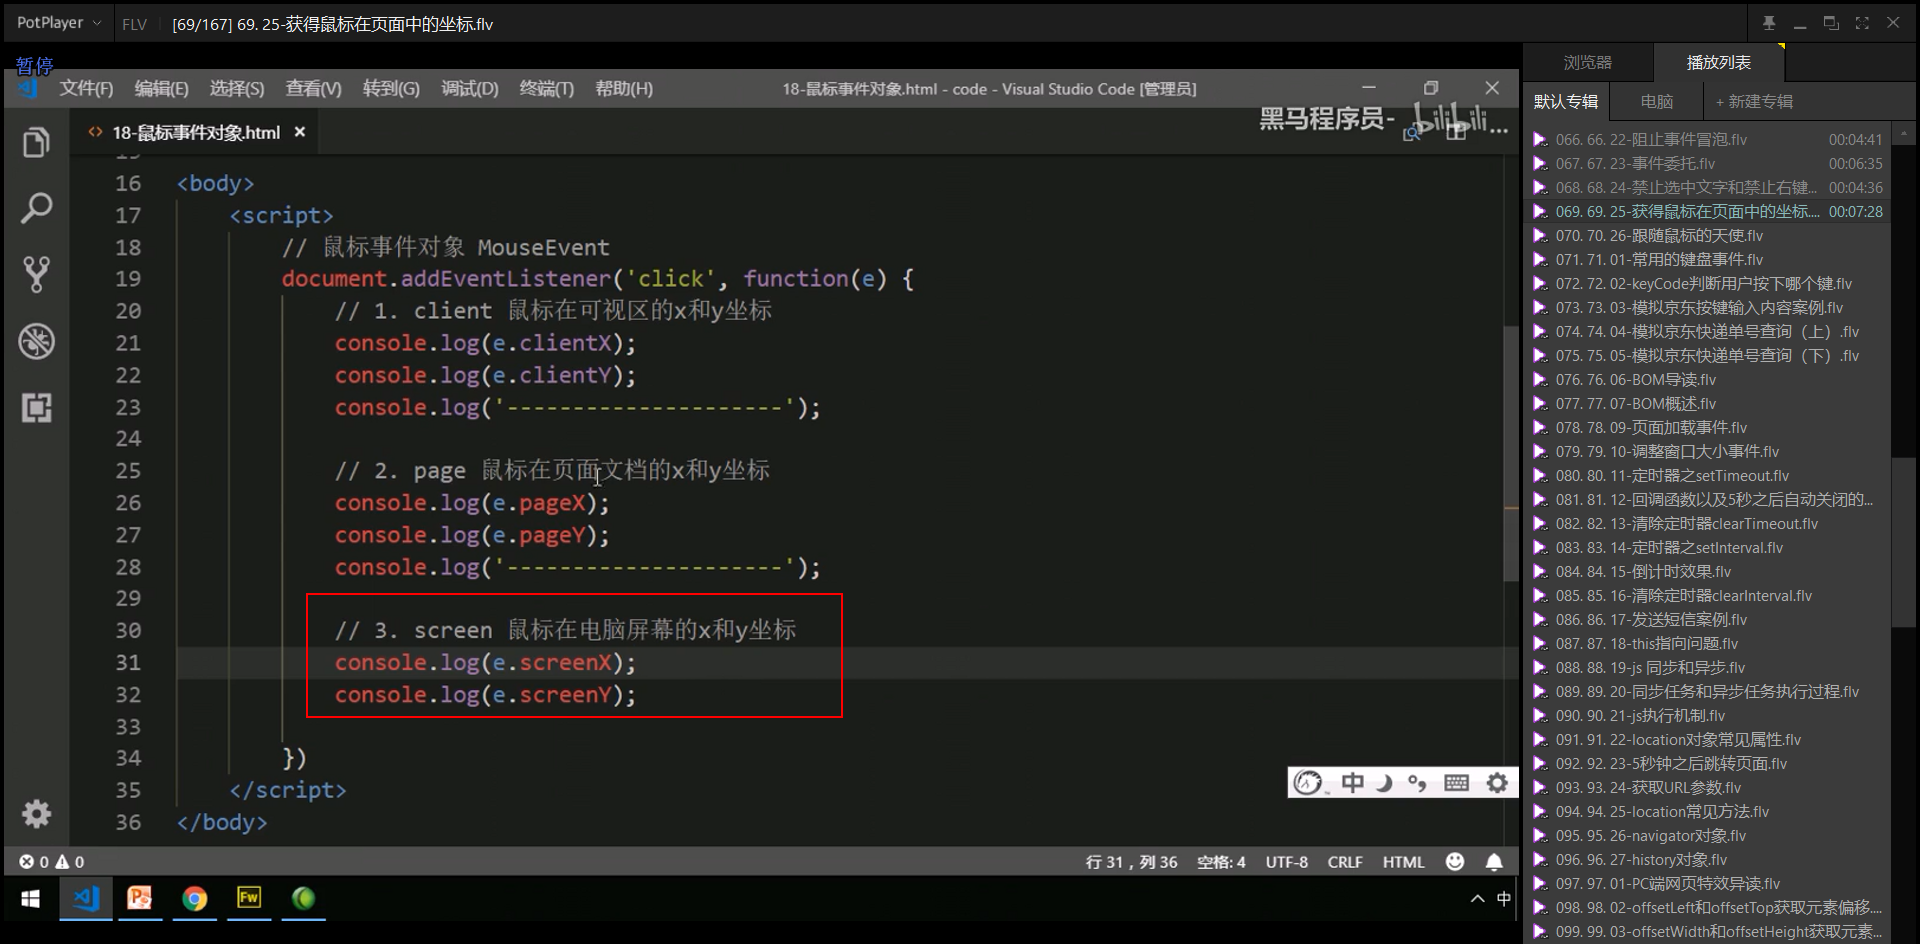 PotPlayer
FLV
[69/167] 69. 25-获得鼠标在页面中的坐标.flv
暂停
文件(F) 编辑(E) 选择(S) 查看(V) 转到(G) 调试(D) 终端(T) 帮助(H)
18-鼠标事件对象.html - code - Visual Studio Code [管理员]
18-鼠标事件对象.html
黑马程序员-
bilibili
16 <body>
17 <script>
18 // 鼠标事件对象 MouseEvent
19 document.addEventListener('click', function(e) {
20 // 1. client 鼠标在可视区的x和y坐标
21 console.log(e.clientX);
22 console.log(e.clientY);
23 console.log('---------------------');
24
25 // 2. page 鼠标在页面文档的x和y坐标
26 console.log(e.pageX);
27 console.log(e.pageY);
28 console.log('---------------------');
29
30 // 3. screen 鼠标在电脑屏幕的x和y坐标
31 console.log(e.screenX);
32 console.log(e.screenY);
33
34 })
35 </script>
36 </body>
中
0 0
行 31，列 36 空格: 4 UTF-8 CRLF HTML
Fw
中
浏览器 播放列表
默认专辑 电脑 + 新建专辑
066. 66. 22-阻止事件冒泡.flv 00:04:41
067. 67. 23-事件委托.flv 00:06:35
068. 68. 24-禁止选中文字和禁止右键... 00:04:36
069. 69. 25-获得鼠标在页面中的坐标.... 00:07:28
070. 70. 26-跟随鼠标的天使.flv
071. 71. 01-常用的键盘事件.flv
072. 72. 02-keyCode判断用户按下哪个键.flv
073. 73. 03-模拟京东按键输入内容案例.flv
074. 74. 04-模拟京东快递单号查询（上）.flv
075. 75. 05-模拟京东快递单号查询（下）.flv
076. 76. 06-BOM导读.flv
077. 77. 07-BOM概述.flv
078. 78. 09-页面加载事件.flv
079. 79. 10-调整窗口大小事件.flv
080. 80. 11-定时器之setTimeout.flv
081. 81. 12-回调函数以及5秒之后自动关闭的...
082. 82. 13-清除定时器clearTimeout.flv
083. 83. 14-定时器之setInterval.flv
084. 84. 15-倒计时效果.flv
085. 85. 16-清除定时器clearInterval.flv
086. 86. 17-发送短信案例.flv
087. 87. 18-this指向问题.flv
088. 88. 19-js 同步和异步.flv
089. 89. 20-同步任务和异步任务执行过程.flv
090. 90. 21-js执行机制.flv
091. 91. 22-location对象常见属性.flv
092. 92. 23-5秒钟之后跳转页面.flv
093. 93. 24-获取URL参数.flv
094. 94. 25-location常见方法.flv
095. 95. 26-navigator对象.flv
096. 96. 27-history对象.flv
097. 97. 01-PC端网页特效异读.flv
098. 98. 02-offsetLeft和offsetTop获取元素偏移....
099. 99. 03-offsetWidth和offsetHeight获取元素...